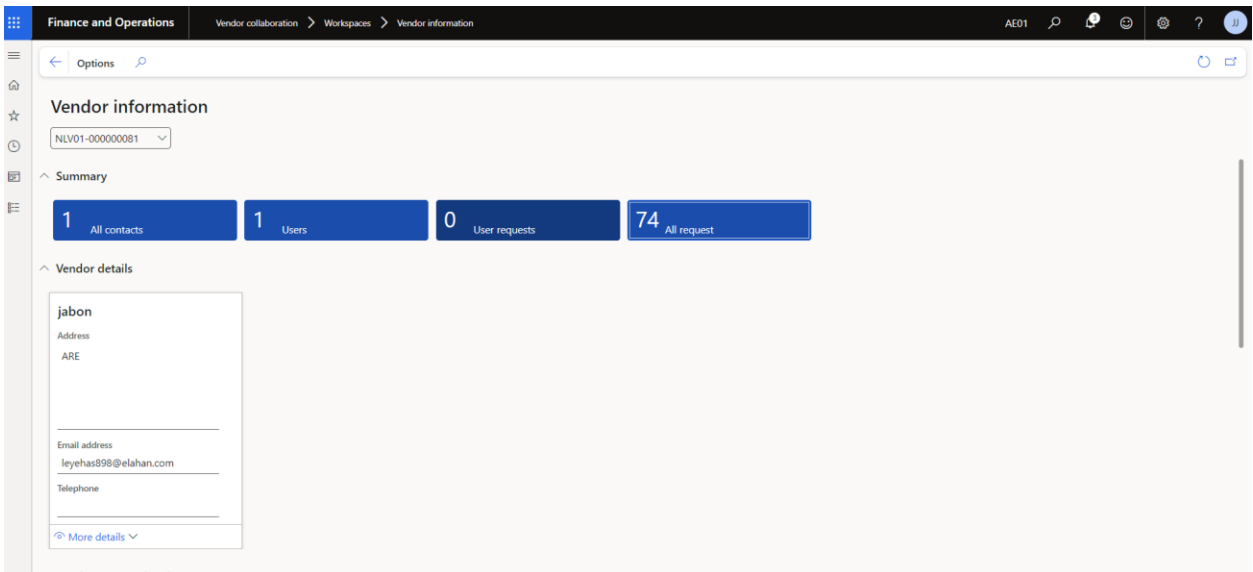 Finance and Operations
Vendor collaboration > Workspaces > Vendor information
AE01
3
?
JJ
Options
Vendor information
NLV01-000000081
Summary
1 All contacts
1 Users
0 User requests
74 All request
Vendor details
jabon
Address
ARE
Email address
leyehas898@elahan.com
Telephone
More details